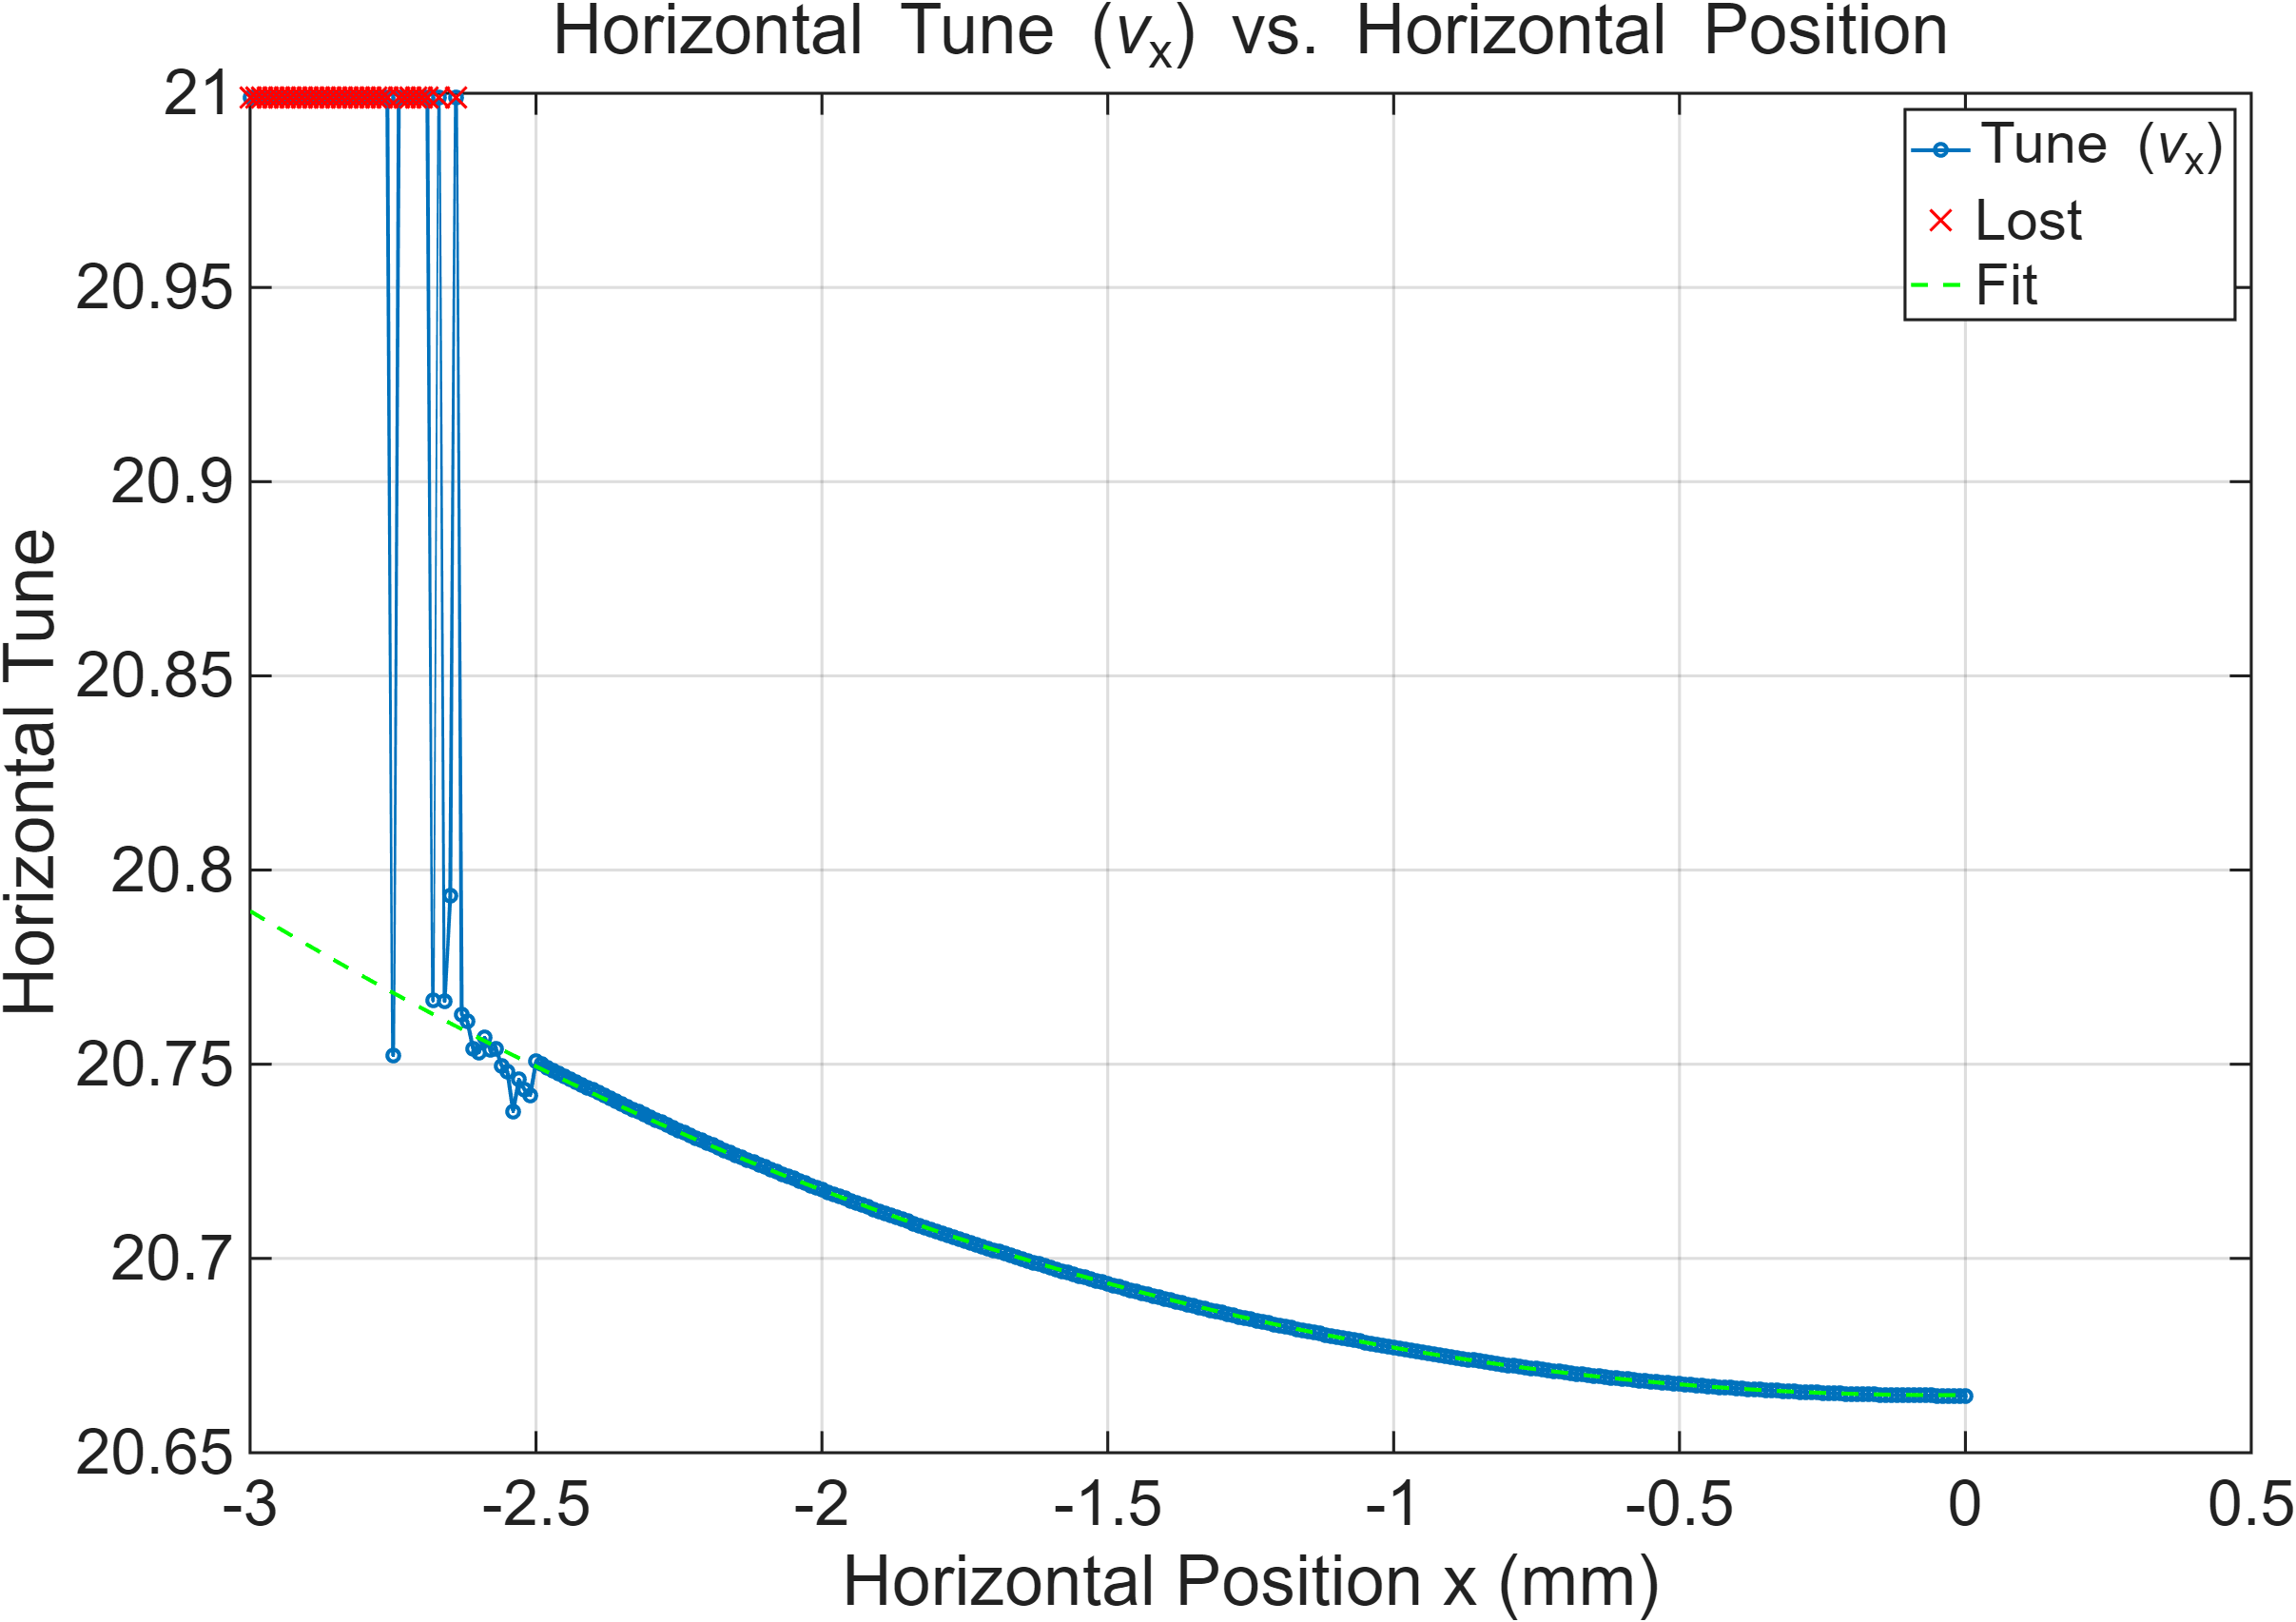 Horizontal Tune (νx) vs. Horizontal Position
21
20.95
20.9
20.85
20.8
20.75
20.7
20.65
Horizontal Tune
Tune (νx)
Lost
Fit
-3 -2.5 -2 -1.5 -1 -0.5 0 0.5
Horizontal Position x (mm)